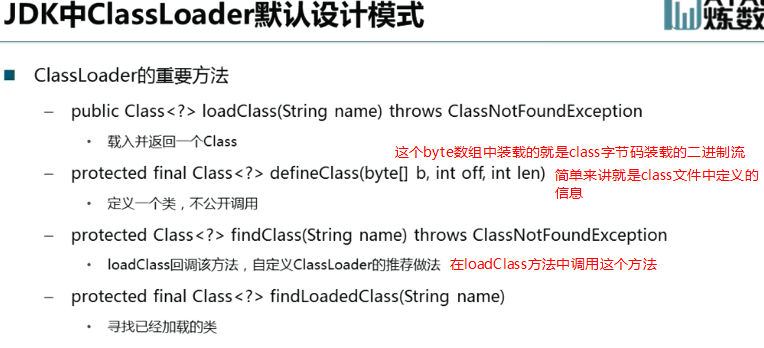 JDK中ClassLoader默认设计模式
炼数
ClassLoader的重要方法
public Class<?> loadClass(String name) throws ClassNotFoundException
载入并返回一个Class
这个byte数组中装载的就是class字节码装载的二进制流
protected final Class<?> defineClass(byte[] b, int off, int len)
简单来讲就是class文件中定义的
信息
定义一个类，不公开调用
protected Class<?> findClass(String name) throws ClassNotFoundException
loadClass回调该方法，自定义ClassLoader的推荐做法 在loadClass方法中调用这个方法
protected final Class<?> findLoadedClass(String name)
寻找已经加载的类